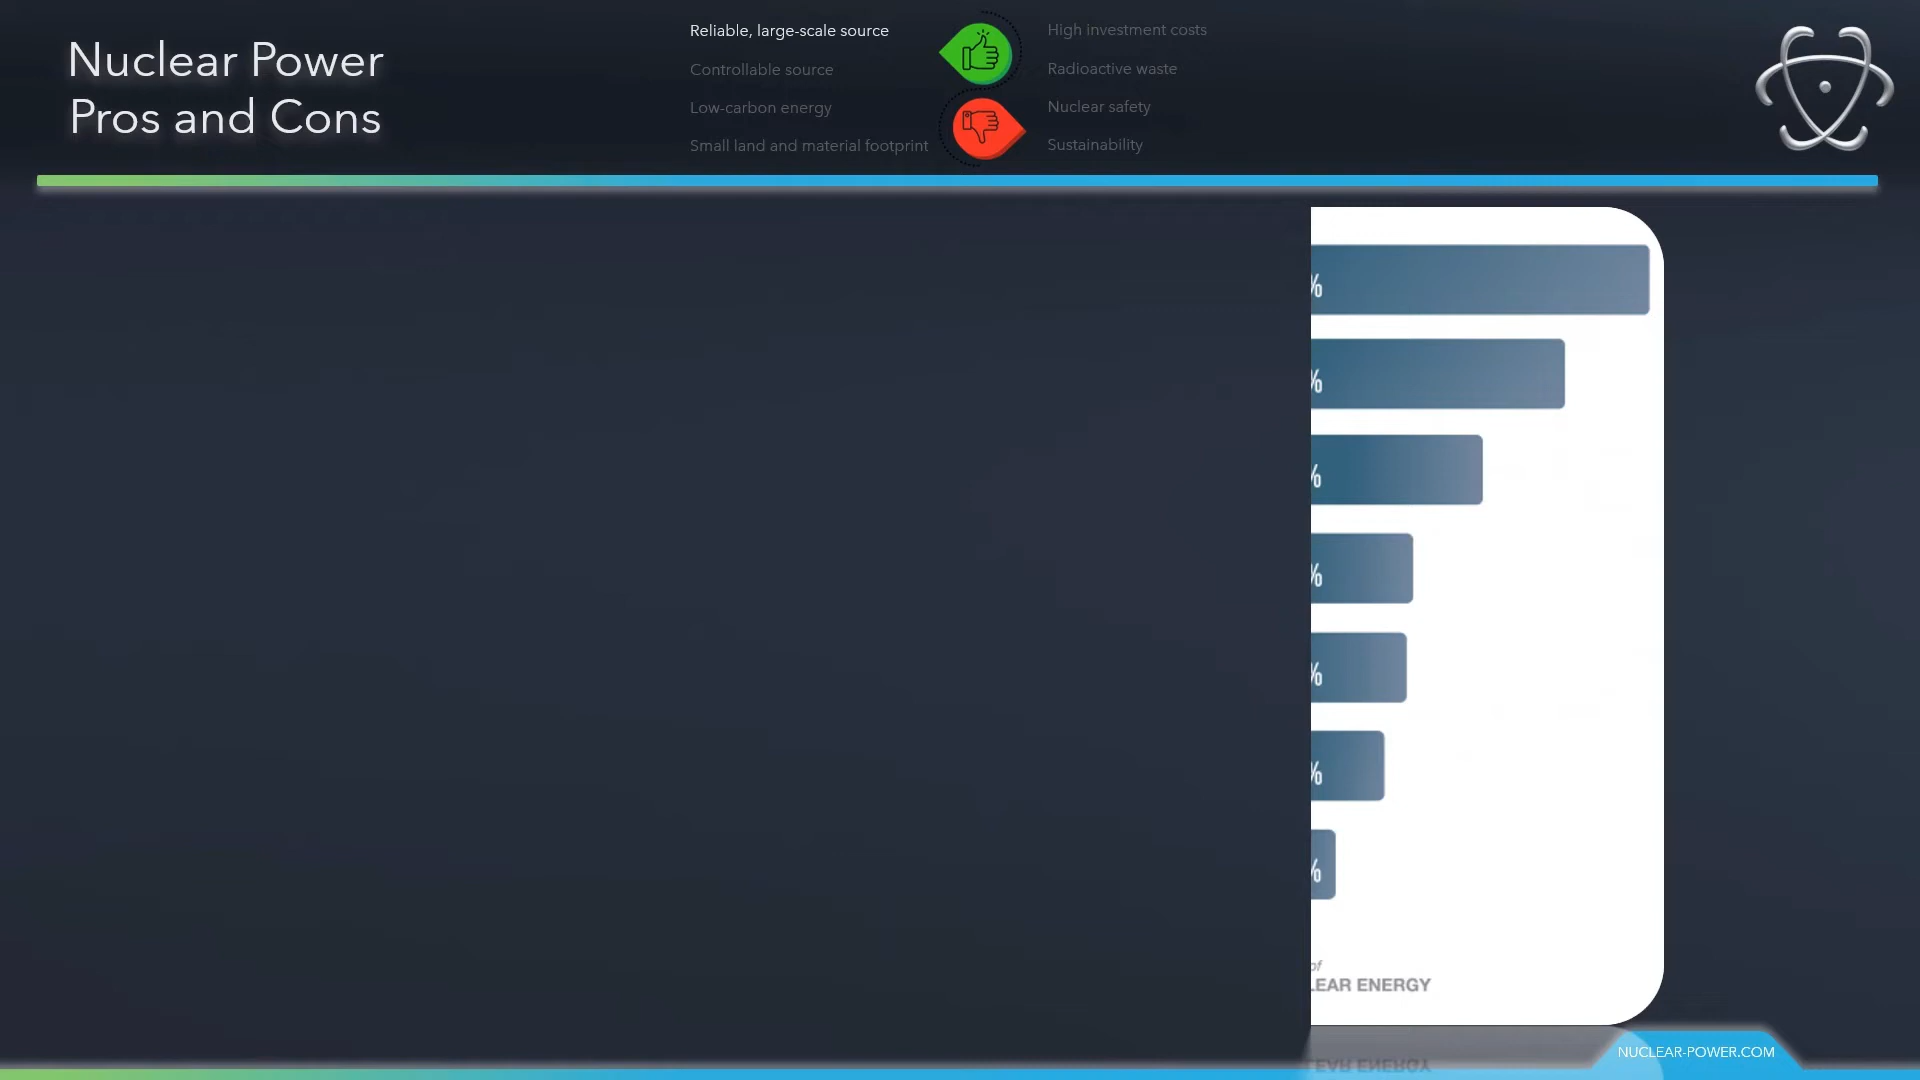 Nuclear Power
Pros and Cons
Reliable, large-scale source
Controllable source
Low-carbon energy
Small land and material footprint
High investment costs
Radioactive waste
Nuclear safety
Sustainability
%
%
%
%
%
%
%
of
LEAR ENERGY
NUCLEAR-POWER.COM